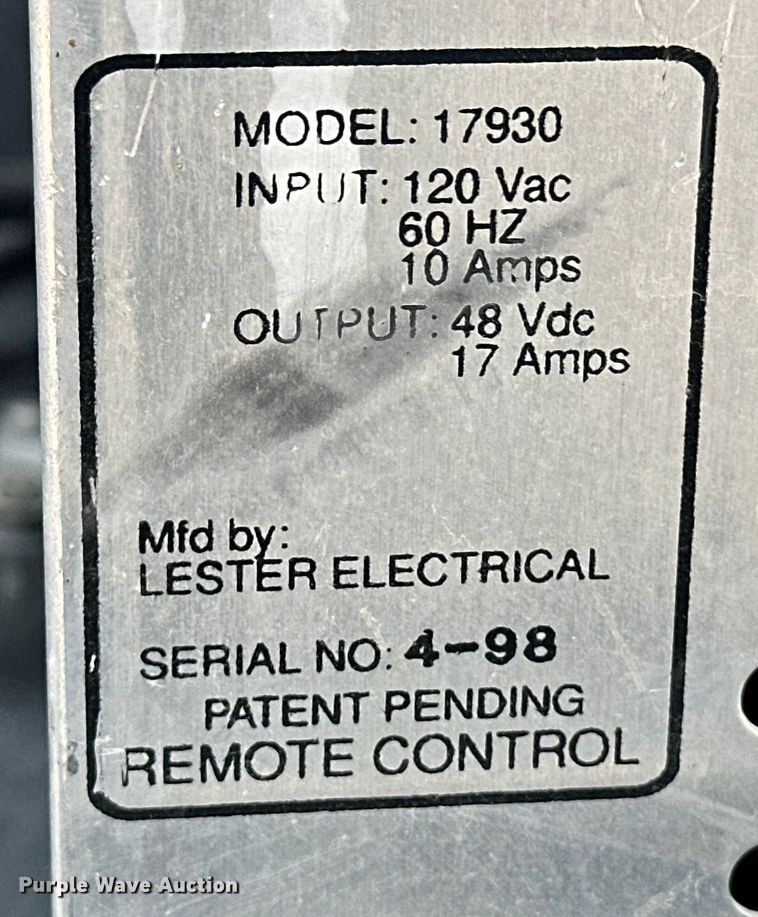 MODEL: 17930
INPUT: 120 Vac
60 HZ
10 Amps
OUTPUT: 48 Vdc
17 Amps
Mfd by:
LESTER ELECTRICAL
SERIAL NO: 4-98
PATENT PENDING
REMOTE CONTROL
Purple Wave Auction